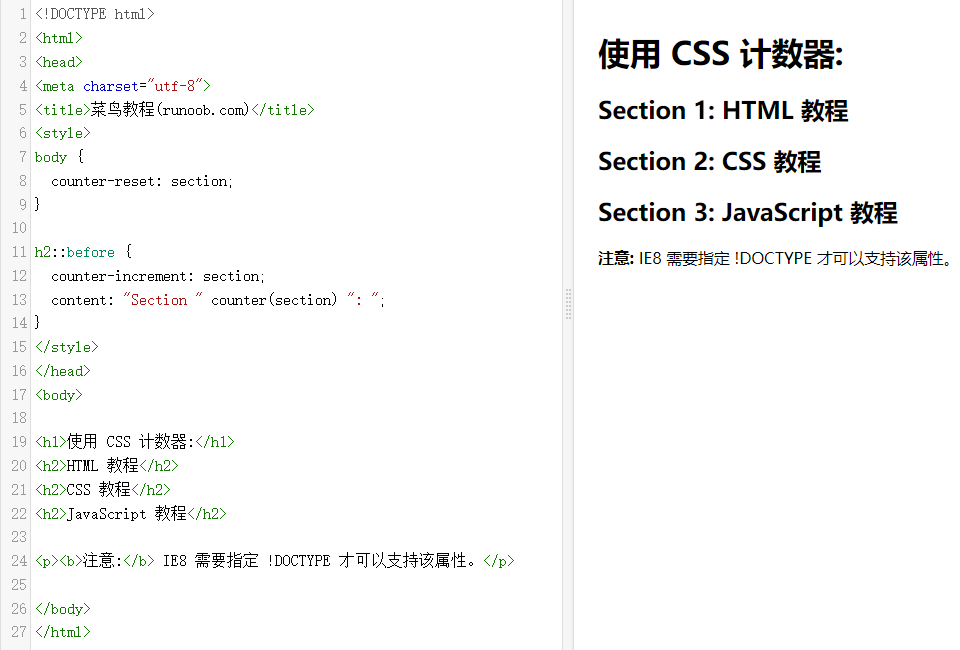 1 <!DOCTYPE html>
2 <html>
3 <head>
4 <meta charset="utf-8">
5 <title>菜鸟教程(runoob.com)</title>
6 <style>
7 body {
8   counter-reset: section;
9 }
10
11 h2::before {
12   counter-increment: section;
13   content: "Section " counter(section) ": ";
14 }
15 </style>
16 </head>
17 <body>
18
19 <h1>使用 CSS 计数器:</h1>
20 <h2>HTML 教程</h2>
21 <h2>CSS 教程</h2>
22 <h2>JavaScript 教程</h2>
23
24 <p><b>注意:</b> IE8 需要指定 !DOCTYPE 才可以支持该属性。</p>
25
26 </body>
27 </html>
使用 CSS 计数器:
Section 1: HTML 教程
Section 2: CSS 教程
Section 3: JavaScript 教程
注意: IE8 需要指定 !DOCTYPE 才可以支持该属性。